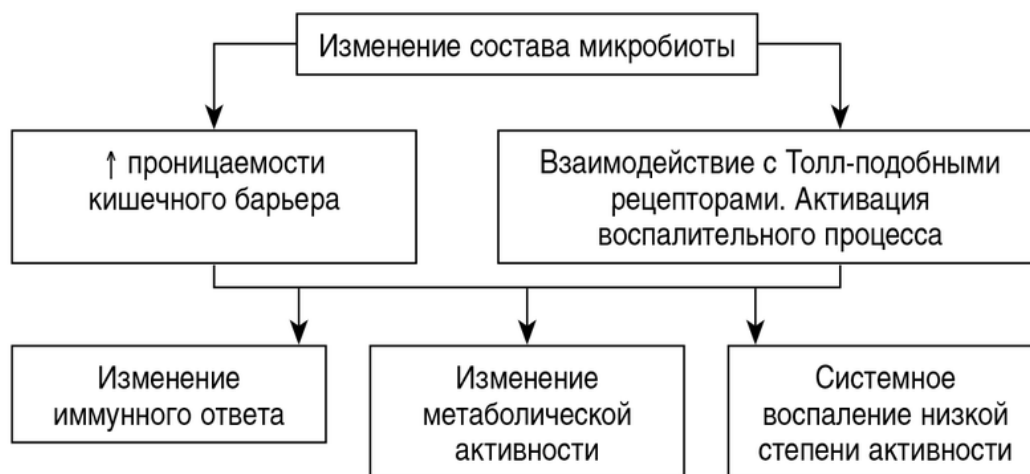 Изменение состава микробиоты
↑ проницаемости
кишечного барьера
Взаимодействие с Толл-подобными
рецепторами. Активация
воспалительного процесса
Изменение
иммунного ответа
Изменение
метаболической
активности
Системное
воспаление низкой
степени активности